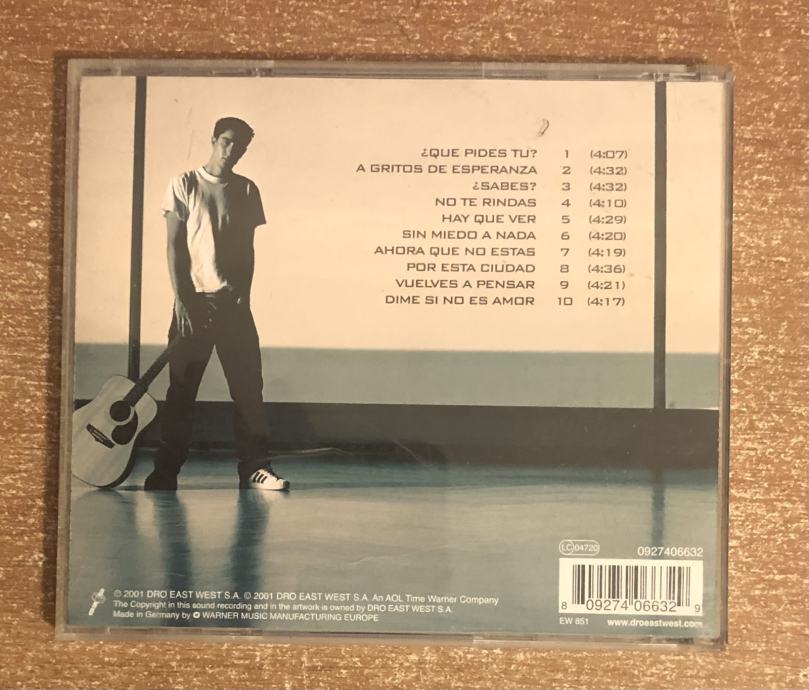 ¿QUE PIDES TU? 1 (4:07)
A GRITOS DE ESPERANZA 2 (4:32)
¿SABES? 3 (4:32)
NO TE RINDAS 4 (4:10)
HAY QUE VER 5 (4:29)
SIN MIEDO A NADA 6 (4:20)
AHORA QUE NO ESTAS 7 (4:19)
POR ESTA CIUDAD 8 (4:36)
VUELVES A PENSAR 9 (4:21)
DIME SI NO ES AMOR 10 (4:17)
LC 04720 0927406632
℗ 2001 DRO EAST WEST S.A. © 2001 DRO EAST WEST S.A. An AOL Time Warner Company
The Copyright in this sound recording and in the artwork is owned by DRO EAST WEST S.A.
Made in Germany by WARNER MUSIC MANUFACTURING EUROPE
8 09274 06632 9
EW 851 www.droeastwest.com